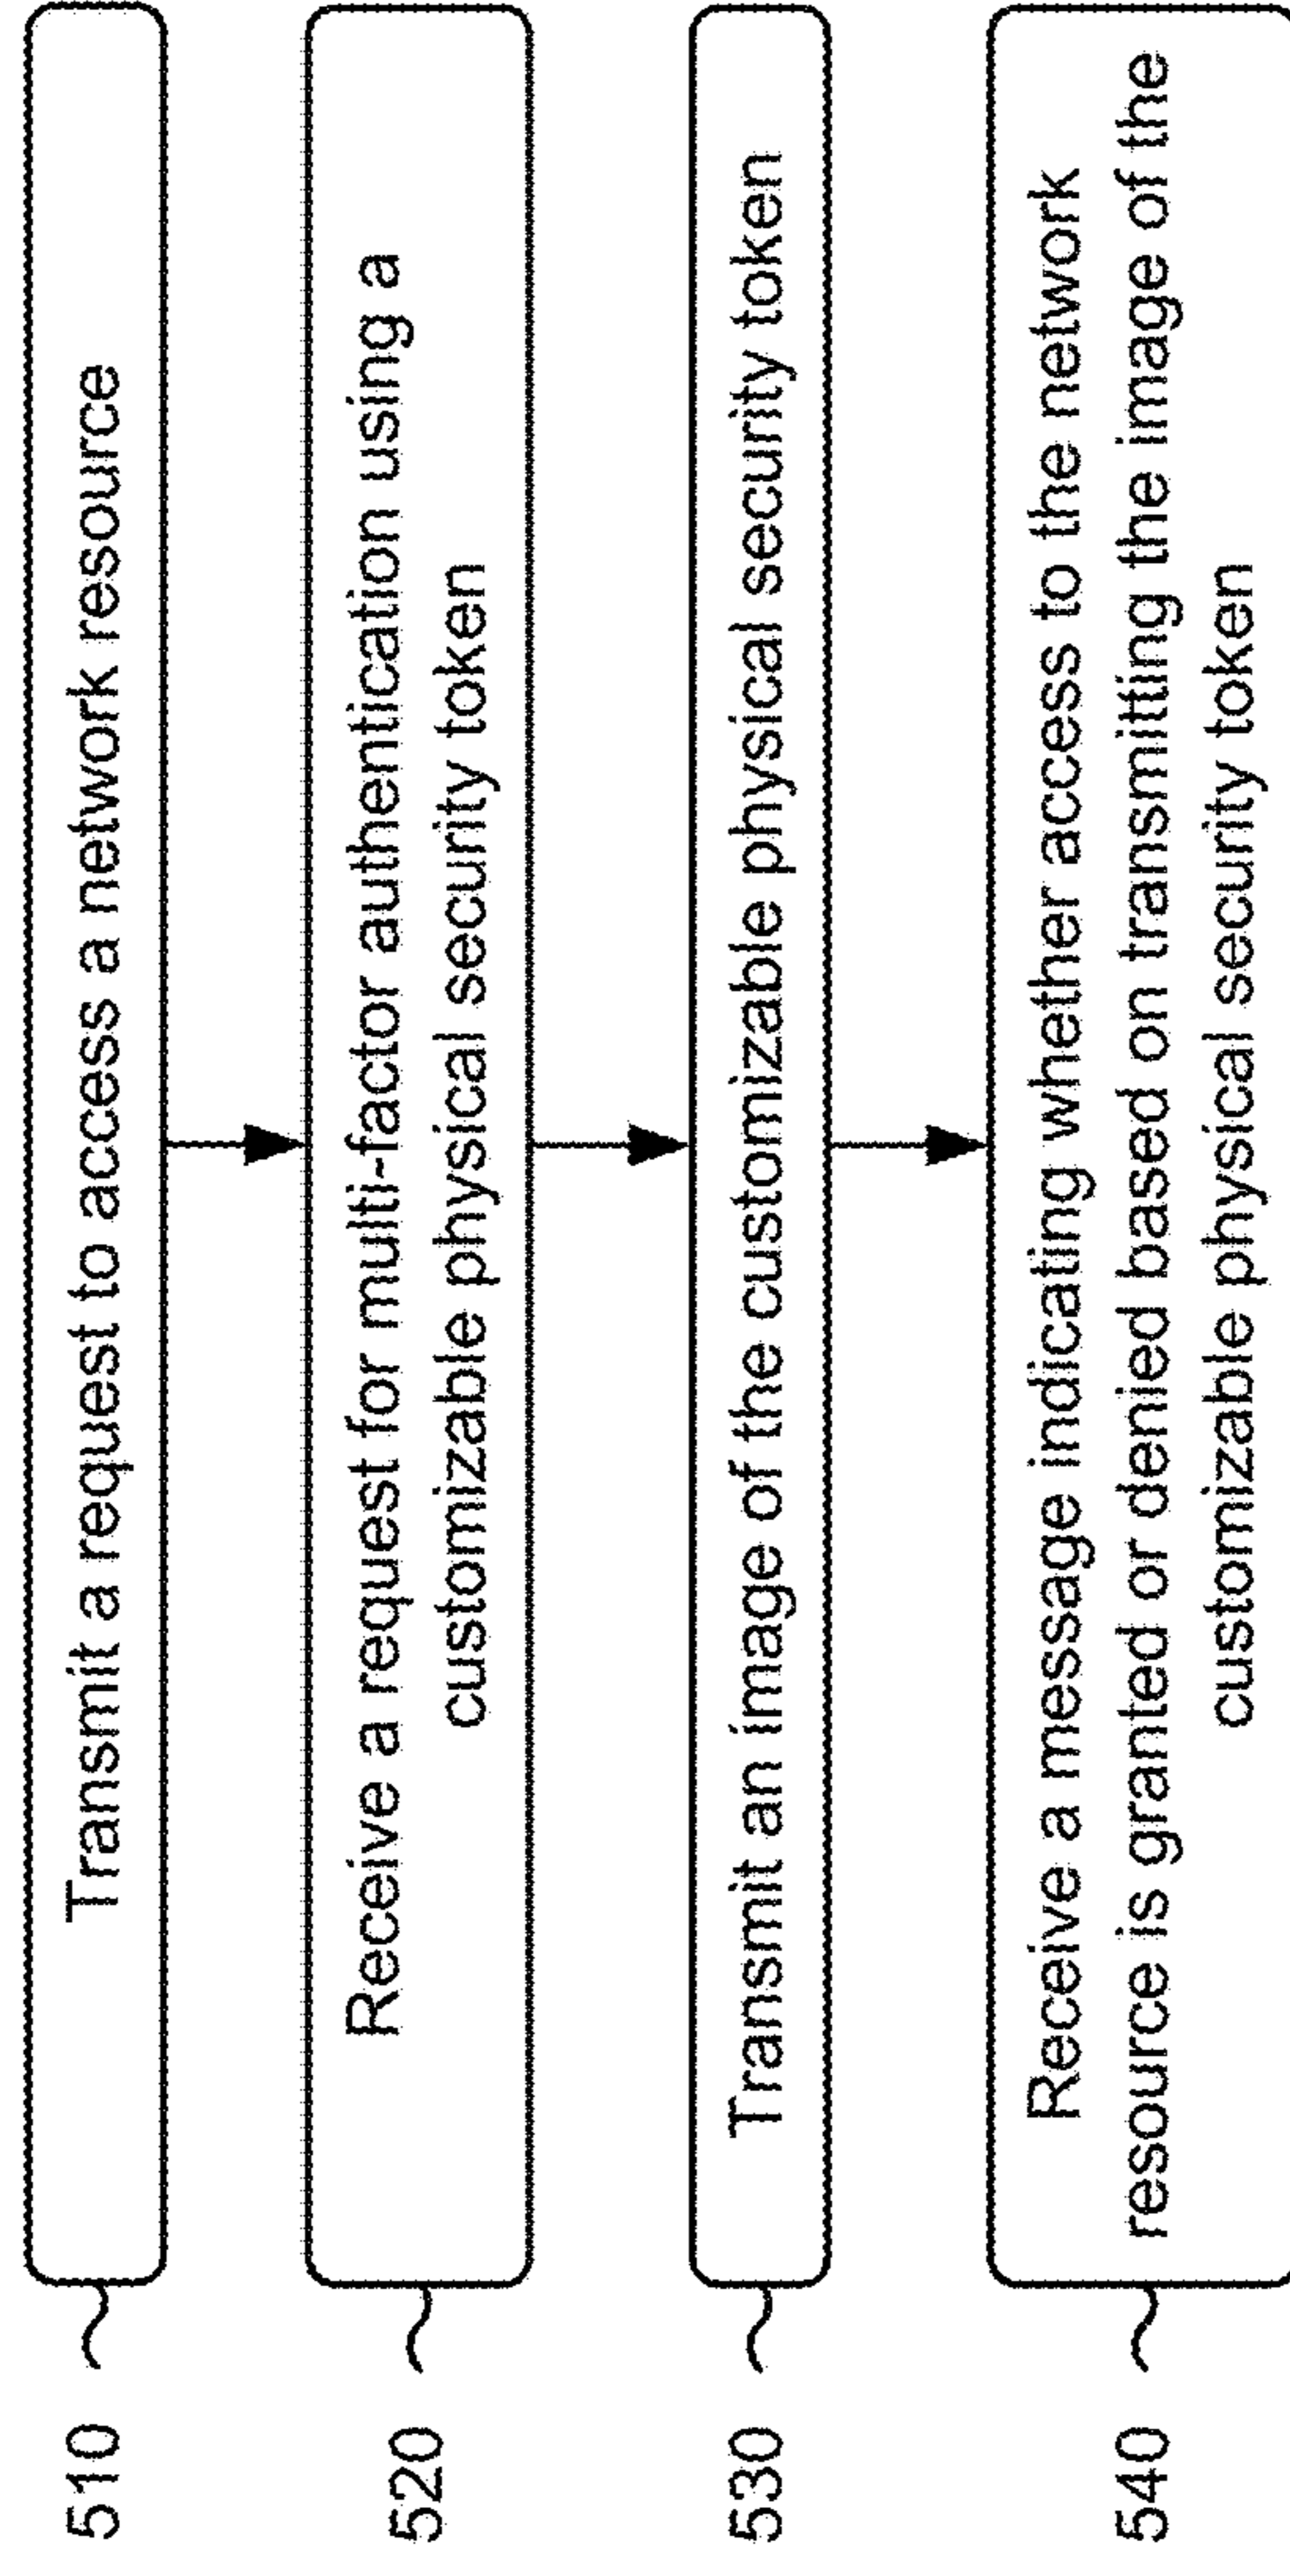 510
Transmit a request to access a network resource
520
Receive a request for multi-factor authentication using a
customizable physical security token
530
Transmit an image of the customizable physical security token
540
Receive a message indicating whether access to the network
resource is granted or denied based on transmitting the image of the
customizable physical security token